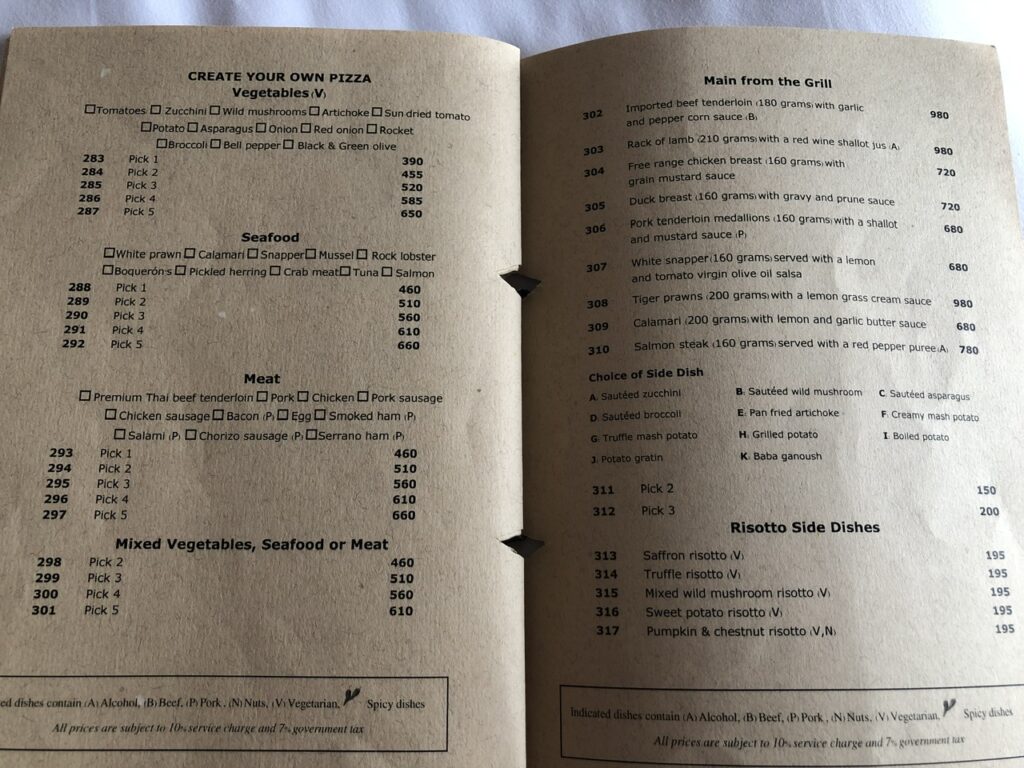 CREATE YOUR OWN PIZZA
Vegetables (V)
Tomatoes Zucchini Wild mushrooms Artichoke Sun dried tomato
Potato Asparagus Onion Red onion Rocket
Broccoli Bell pepper Black & Green olive
283 Pick 1 390
284 Pick 2 455
285 Pick 3 520
286 Pick 4 585
287 Pick 5 650
Seafood
White prawn Calamari Snapper Mussel Rock lobster
Boquerón's Pickled herring Crab meat Tuna Salmon
288 Pick 1 460
289 Pick 2 510
290 Pick 3 560
291 Pick 4 610
292 Pick 5 660
Meat
Premium Thai beef tenderloin Pork Chicken Pork sausage
Chicken sausage Bacon (P) Egg Smoked ham (P)
Salami (P) Chorizo sausage (P) Serrano ham (P)
293 Pick 1 460
294 Pick 2 510
295 Pick 3 560
296 Pick 4 610
297 Pick 5 660
Mixed Vegetables, Seafood or Meat
298 Pick 2 460
299 Pick 3 510
300 Pick 4 560
301 Pick 5 610
ed dishes contain (A) Alcohol, (B) Beef, (P) Pork , (N) Nuts, (V) Vegetarian, Spicy dishes
All prices are subject to 10% service charge and 7% government tax
Main from the Grill
302 Imported beef tenderloin (180 grams) with garlic
and pepper corn sauce (B) 980
303 Rack of lamb (210 grams) with a red wine shallot jus (A) 980
304 Free range chicken breast (160 grams) with
grain mustard sauce 720
305 Duck breast (160 grams) with gravy and prune sauce 720
306 Pork tenderloin medallions (160 grams) with a shallot
and mustard sauce (P) 680
307 White snapper (160 grams) served with a lemon
and tomato virgin olive oil salsa 680
308 Tiger prawns (200 grams) with a lemon grass cream sauce 980
309 Calamari (200 grams) with lemon and garlic butter sauce 680
310 Salmon steak (160 grams) served with a red pepper puree (A) 780
Choice of Side Dish
A. Sautéed zucchini B. Sautéed wild mushroom C. Sautéed asparagus
D. Sautéed broccoli E. Pan fried artichoke F. Creamy mash potato
G. Truffle mash potato H. Grilled potato I. Boiled potato
J. Potato gratin K. Baba ganoush
311 Pick 2 150
312 Pick 3 200
Risotto Side Dishes
313 Saffron risotto (V) 195
314 Truffle risotto (V) 195
315 Mixed wild mushroom risotto (V) 195
316 Sweet potato risotto (V) 195
317 Pumpkin & chestnut risotto (V,N) 195
Indicated dishes contain (A) Alcohol, (B) Beef, (P) Pork , (N) Nuts, (V) Vegetarian, Spicy dishes
All prices are subject to 10% service charge and 7% government tax